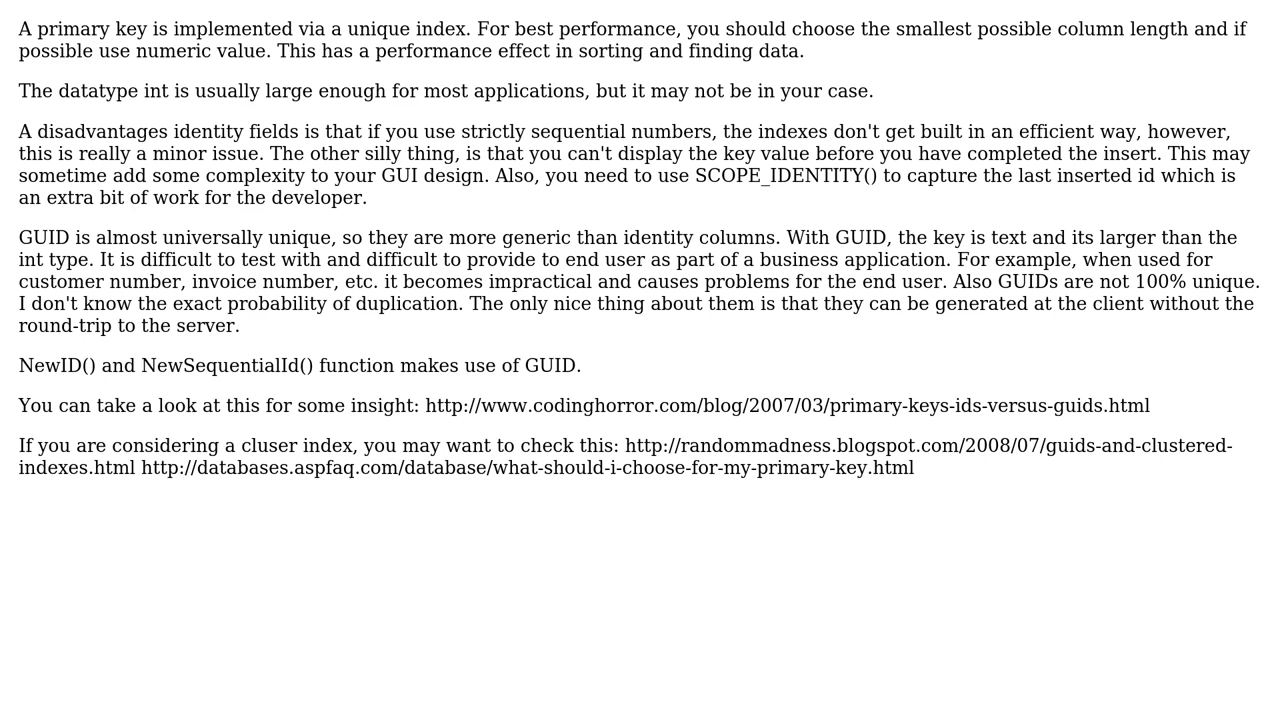 A primary key is implemented via a unique index. For best performance, you should choose the smallest possible column length and if
possible use numeric value. This has a performance effect in sorting and finding data.
The datatype int is usually large enough for most applications, but it may not be in your case.
A disadvantages identity fields is that if you use strictly sequential numbers, the indexes don't get built in an efficient way, however,
this is really a minor issue. The other silly thing, is that you can't display the key value before you have completed the insert. This may
sometime add some complexity to your GUI design. Also, you need to use SCOPE_IDENTITY() to capture the last inserted id which is
an extra bit of work for the developer.
GUID is almost universally unique, so they are more generic than identity columns. With GUID, the key is text and its larger than the
int type. It is difficult to test with and difficult to provide to end user as part of a business application. For example, when used for
customer number, invoice number, etc. it becomes impractical and causes problems for the end user. Also GUIDs are not 100% unique.
I don't know the exact probability of duplication. The only nice thing about them is that they can be generated at the client without the
round-trip to the server.
NewID() and NewSequentialId() function makes use of GUID.
You can take a look at this for some insight: http://www.codinghorror.com/blog/2007/03/primary-keys-ids-versus-guids.html
If you are considering a cluser index, you may want to check this: http://randommadness.blogspot.com/2008/07/guids-and-clustered-
indexes.html http://databases.aspfaq.com/database/what-should-i-choose-for-my-primary-key.html